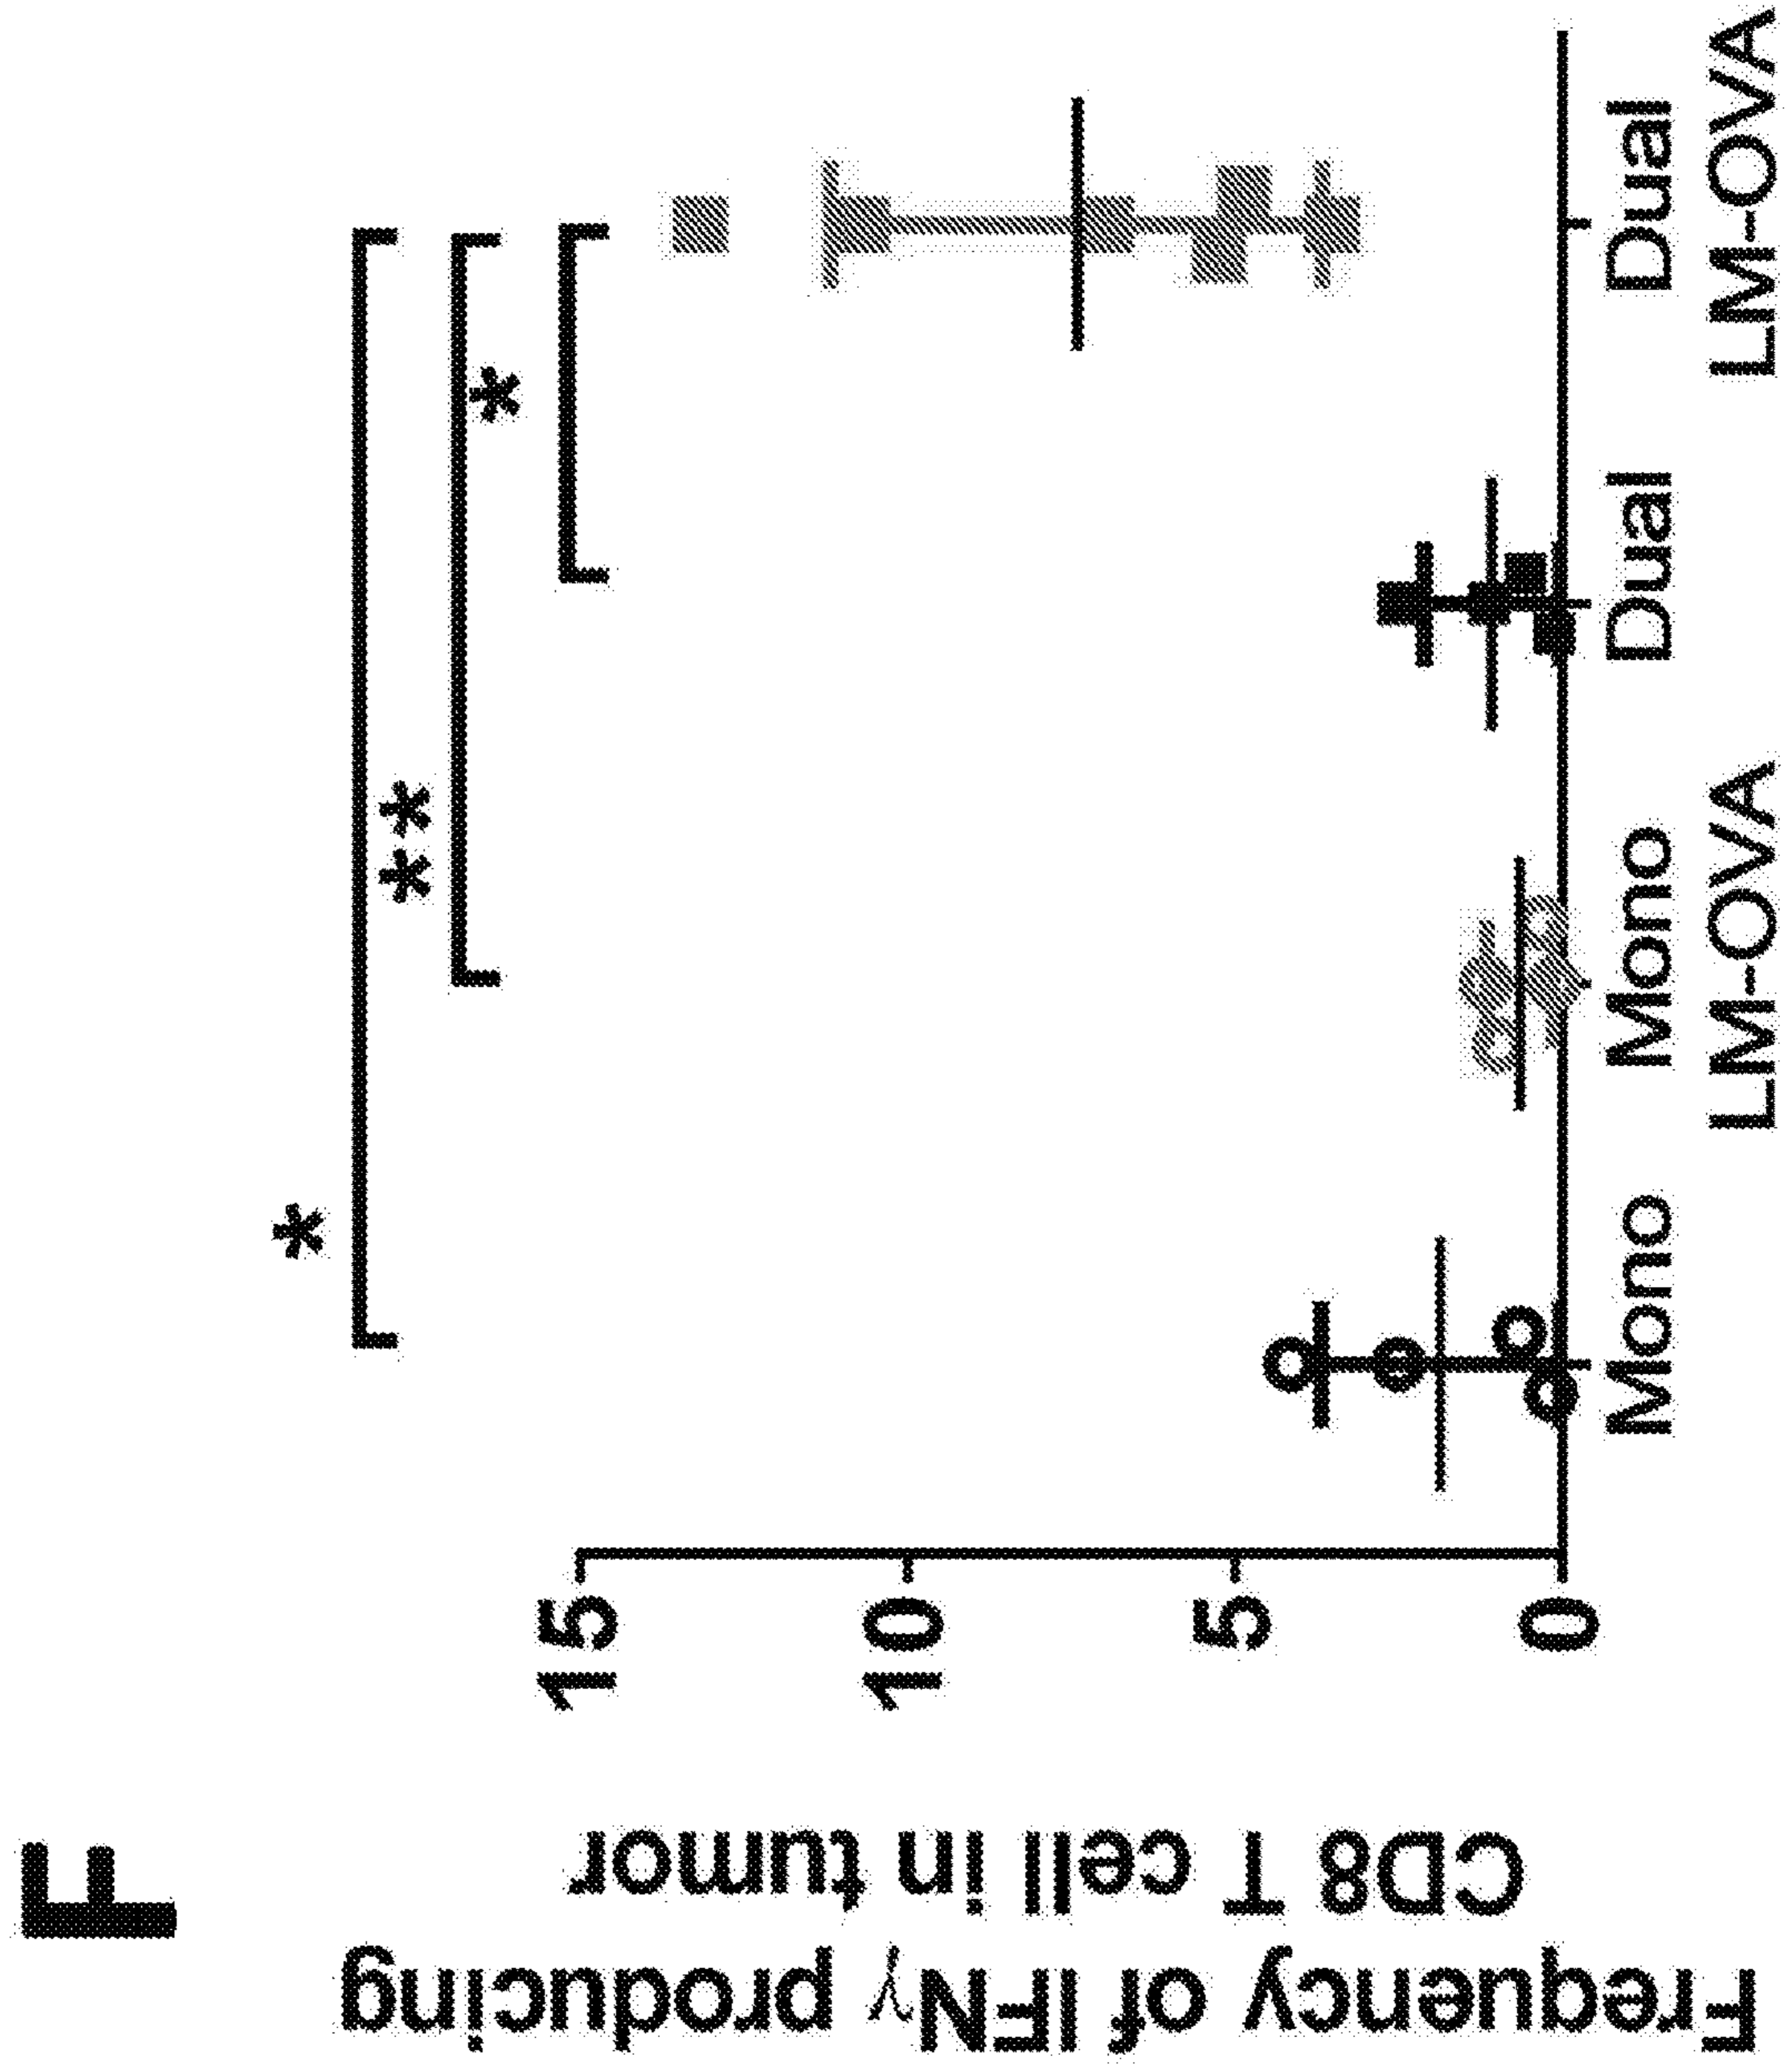 F
Frequency of IFNγ producing
CD8 T cell in tumor
15
10
5
0
*
**
*
Mono
Mono
LM-OVA
Dual
Dual
LM-OVA